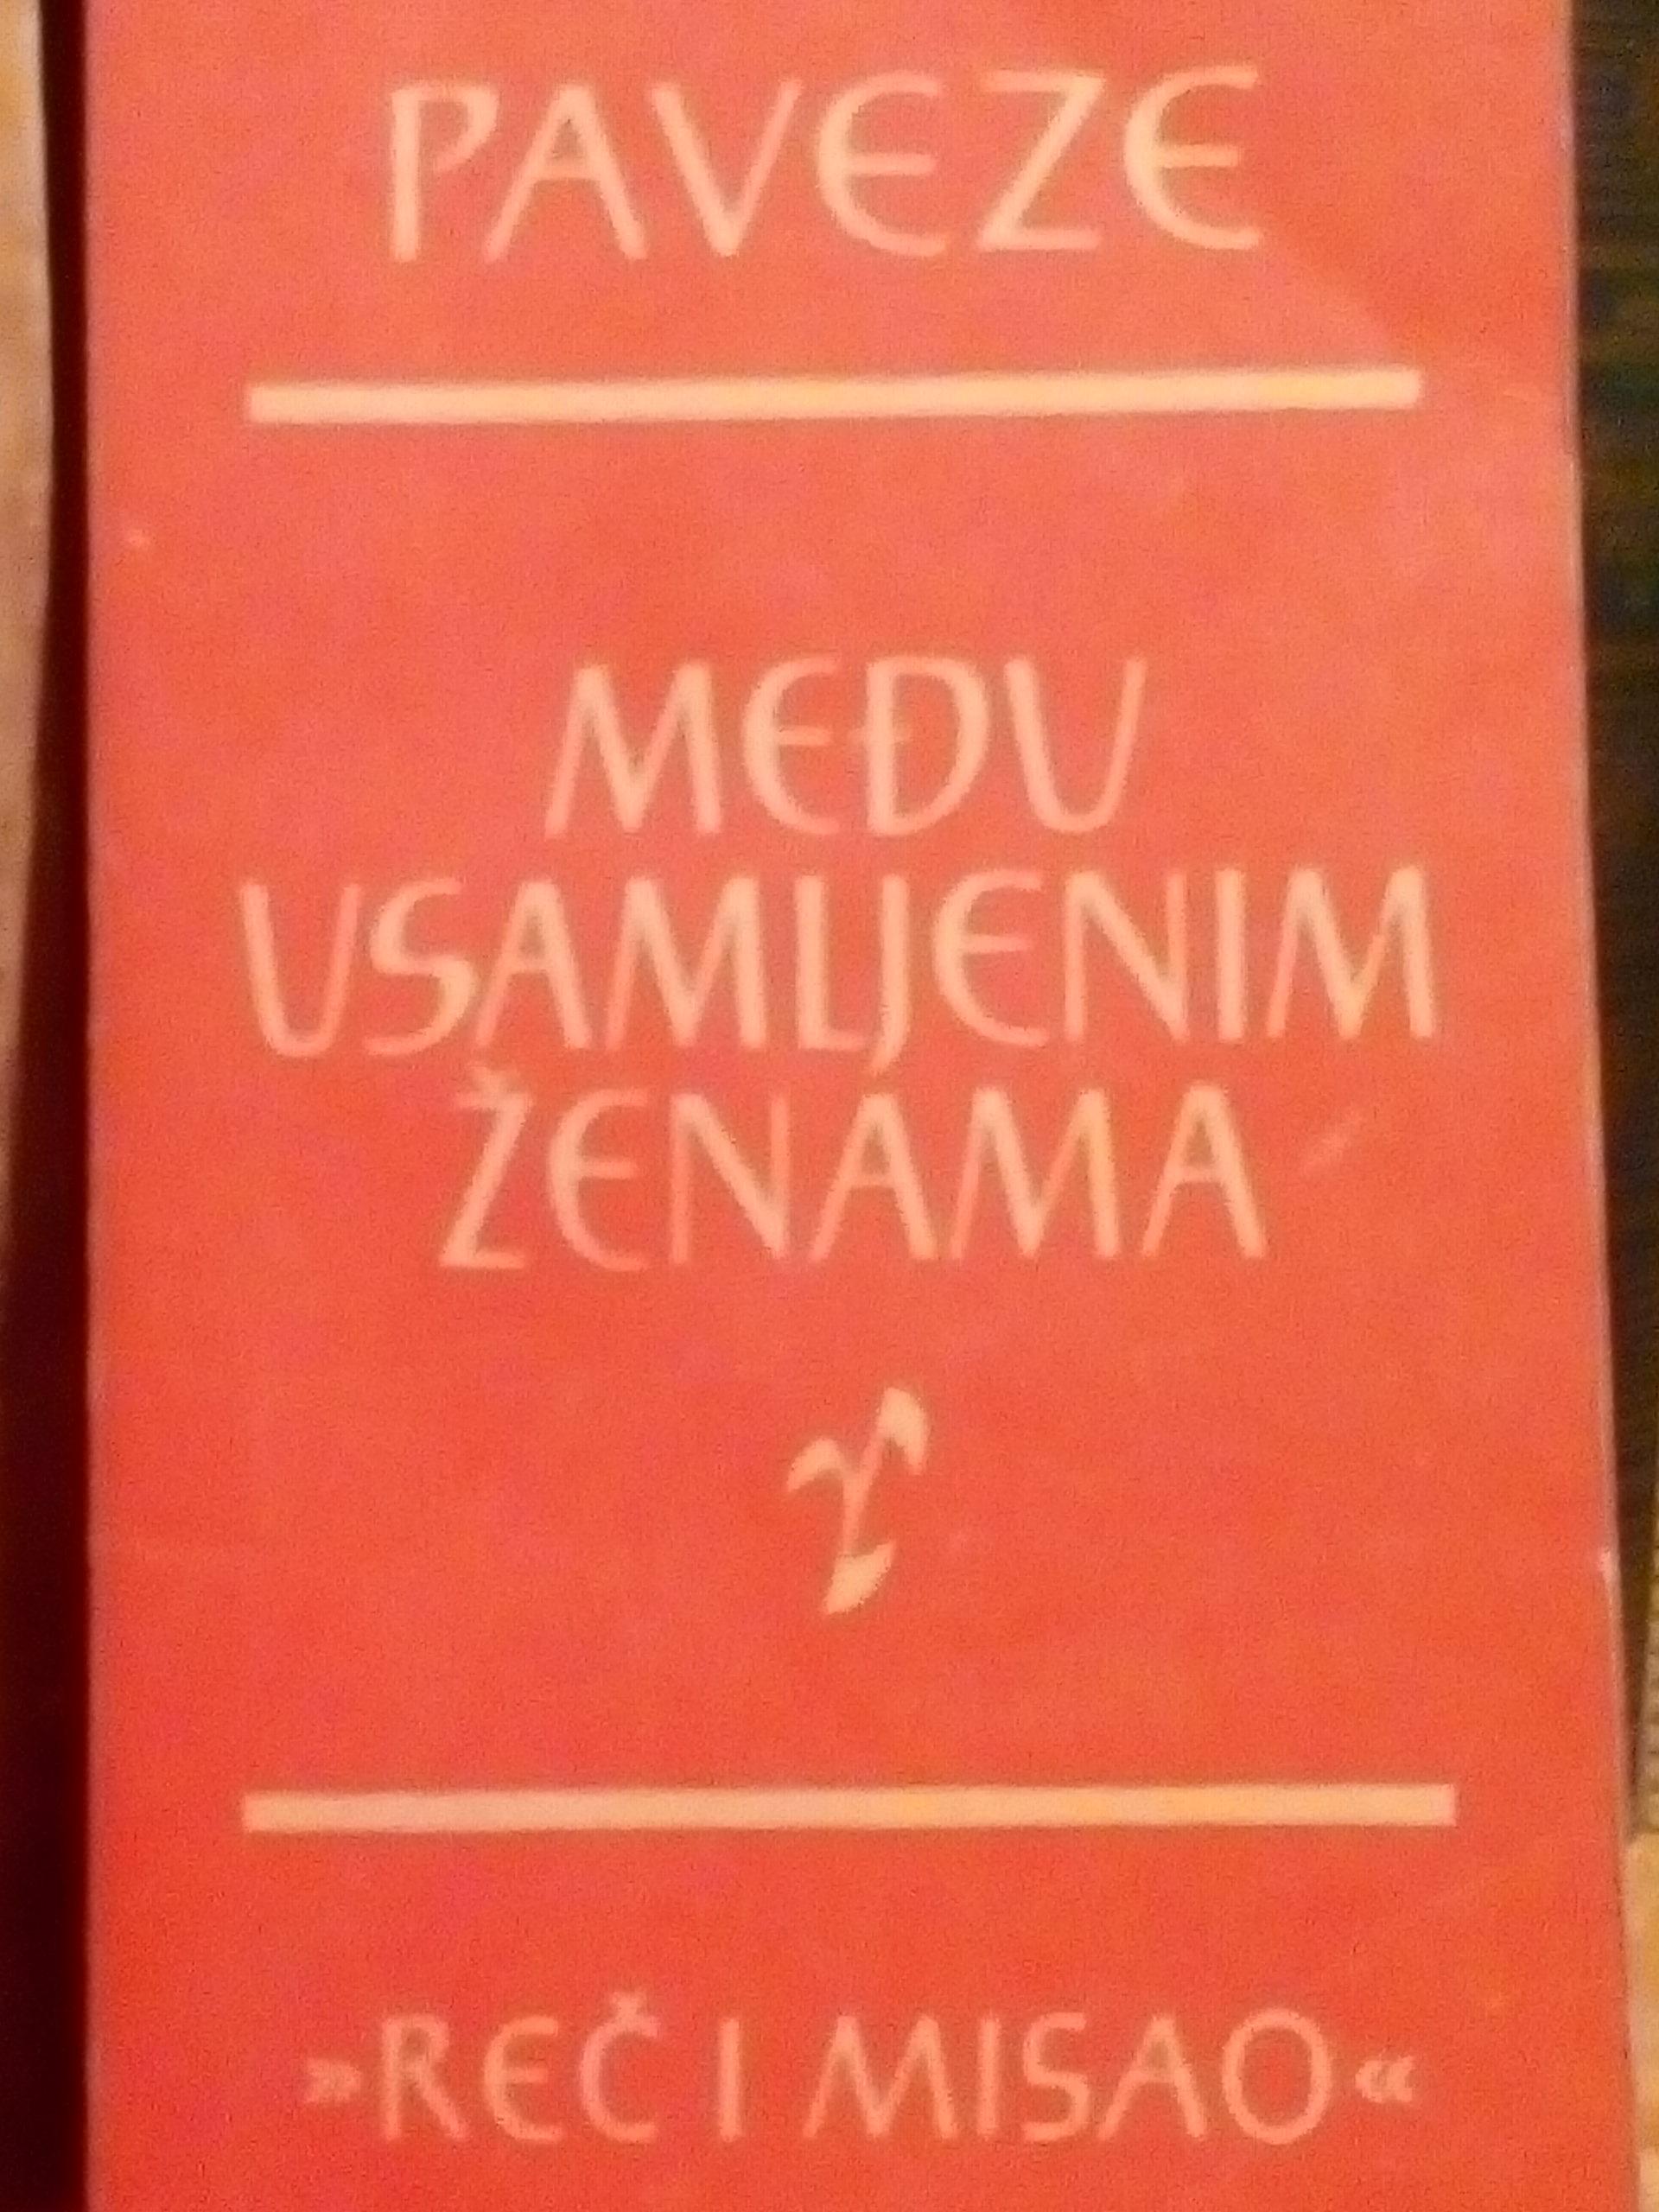 PAVEZE
MEĐU
USAMLJENIM
ŽENAMA
»REČ I MISAO«